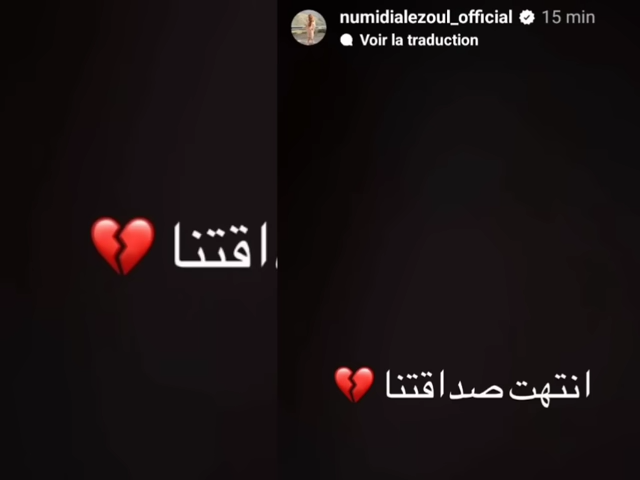 numidialezoul_official 15 min
Voir la traduction
اقتنا 💔
انتهت صداقتنا 💔